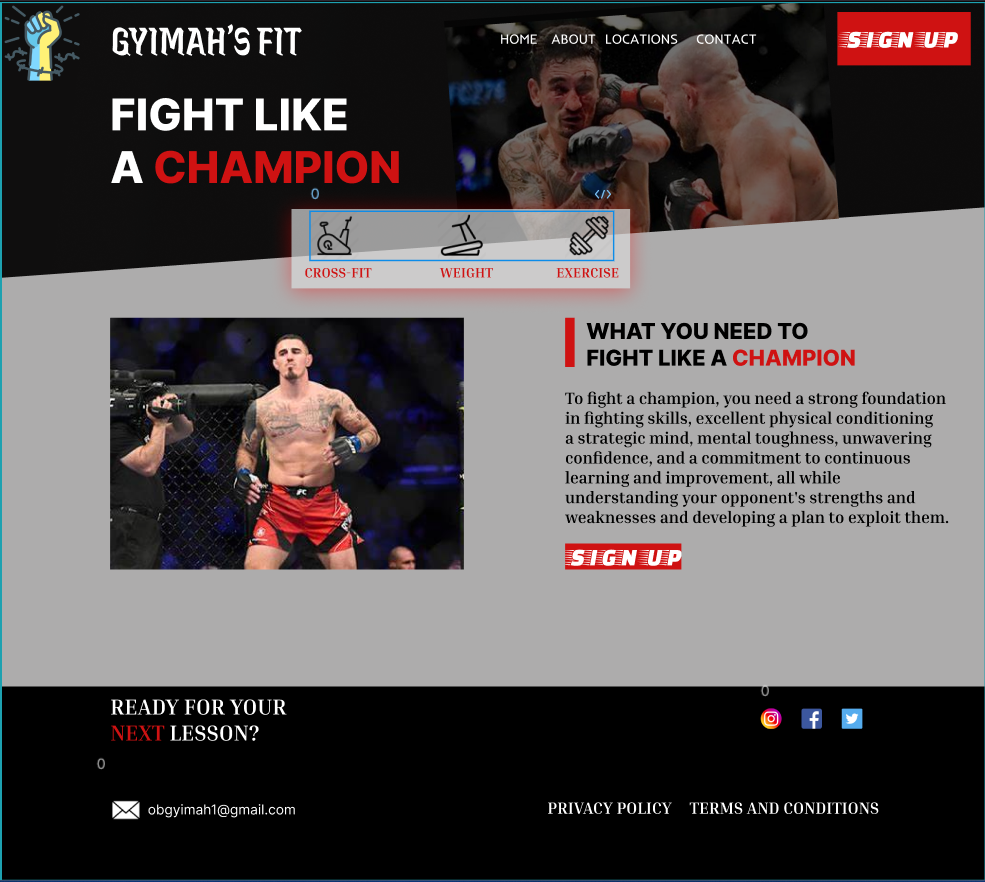 GYIMAH'S FIT
HOME ABOUT LOCATIONS CONTACT
SIGN UP
FIGHT LIKE
A CHAMPION
FC276
0
</>
CROSS-FIT WEIGHT EXERCISE
WHAT YOU NEED TO
FIGHT LIKE A CHAMPION
To fight a champion, you need a strong foundation
in fighting skills, excellent physical conditioning
a strategic mind, mental toughness, unwavering
confidence, and a commitment to continuous
learning and improvement, all while
understanding your opponent's strengths and
weaknesses and developing a plan to exploit them.
SIGN UP
READY FOR YOUR
NEXT LESSON?
0
0
obgyimah1@gmail.com
PRIVACY POLICY TERMS AND CONDITIONS